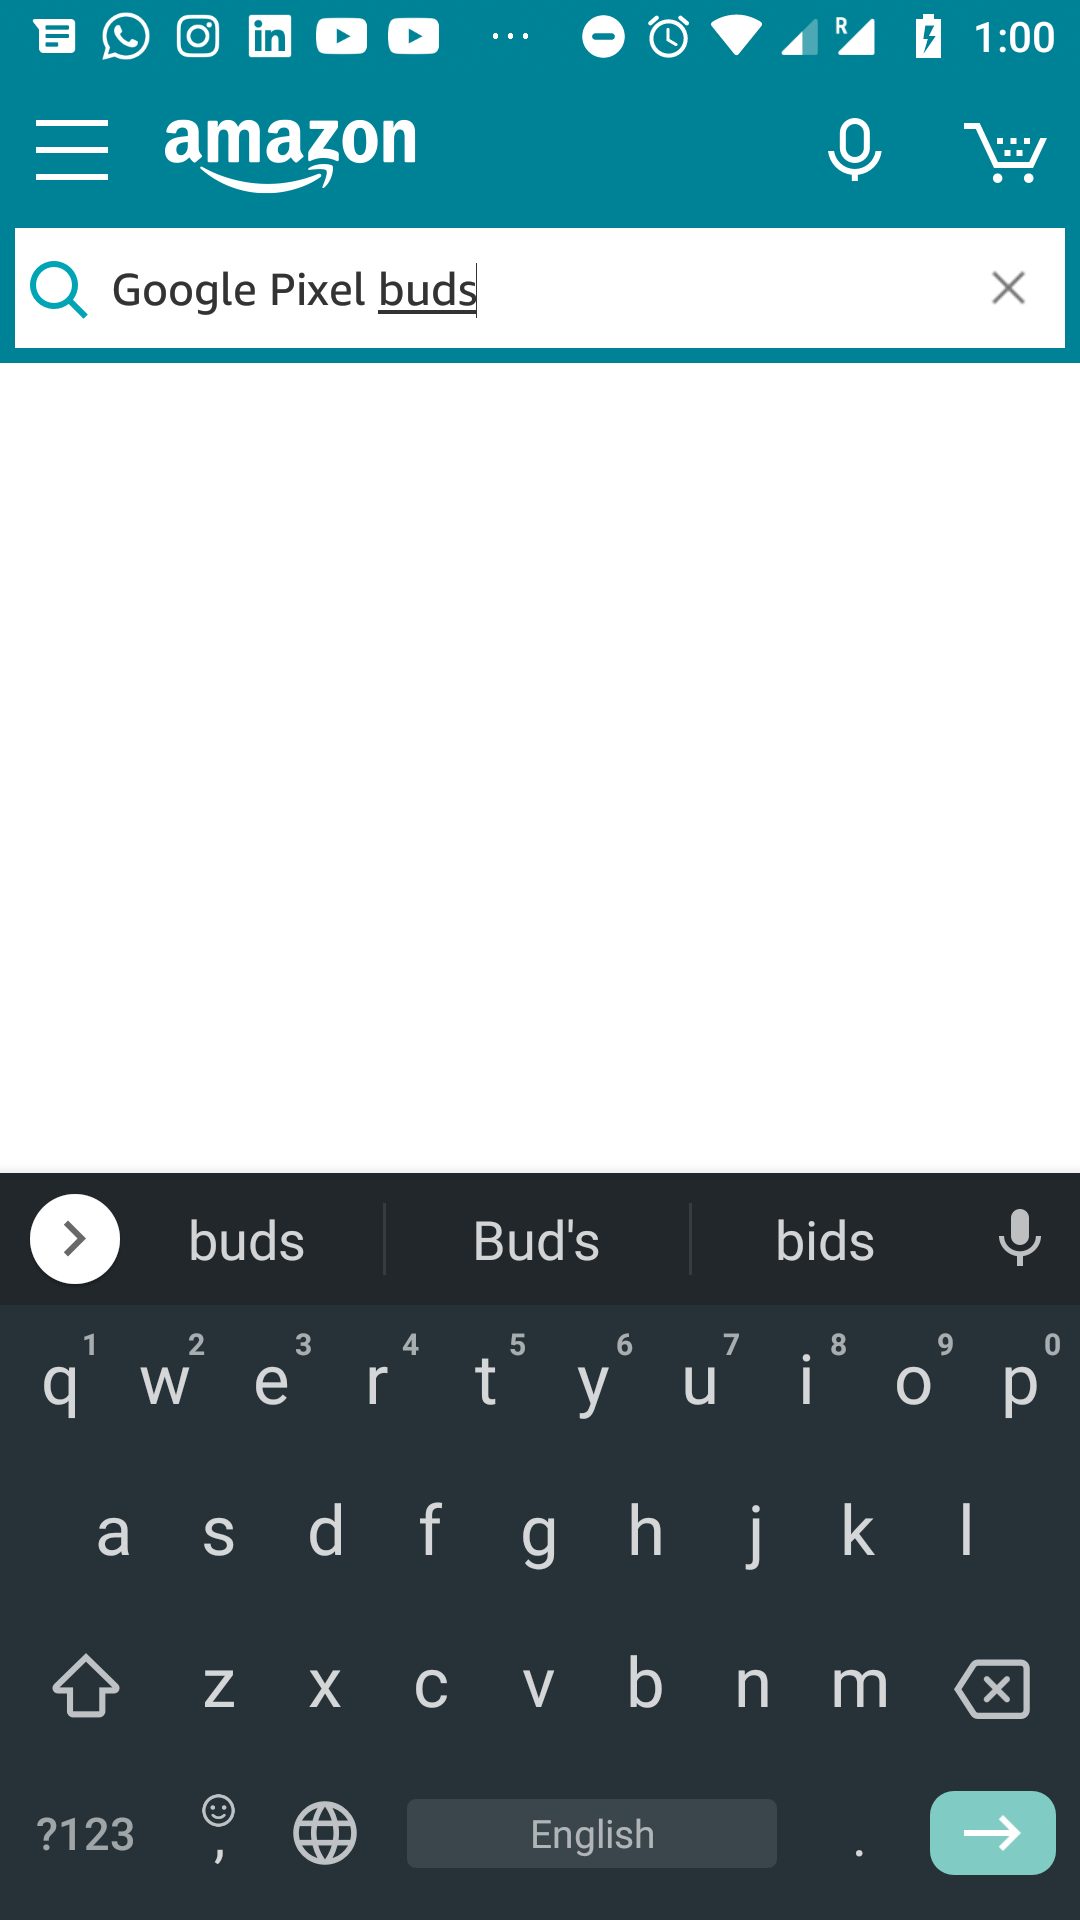 R 1:00
amazon
Google Pixel buds
buds Bud's bids
1 2 3 4 5 6 7 8 9 0
q w e r t y u i o p
a s d f g h j k l
z x c v b n m
?123 , English .